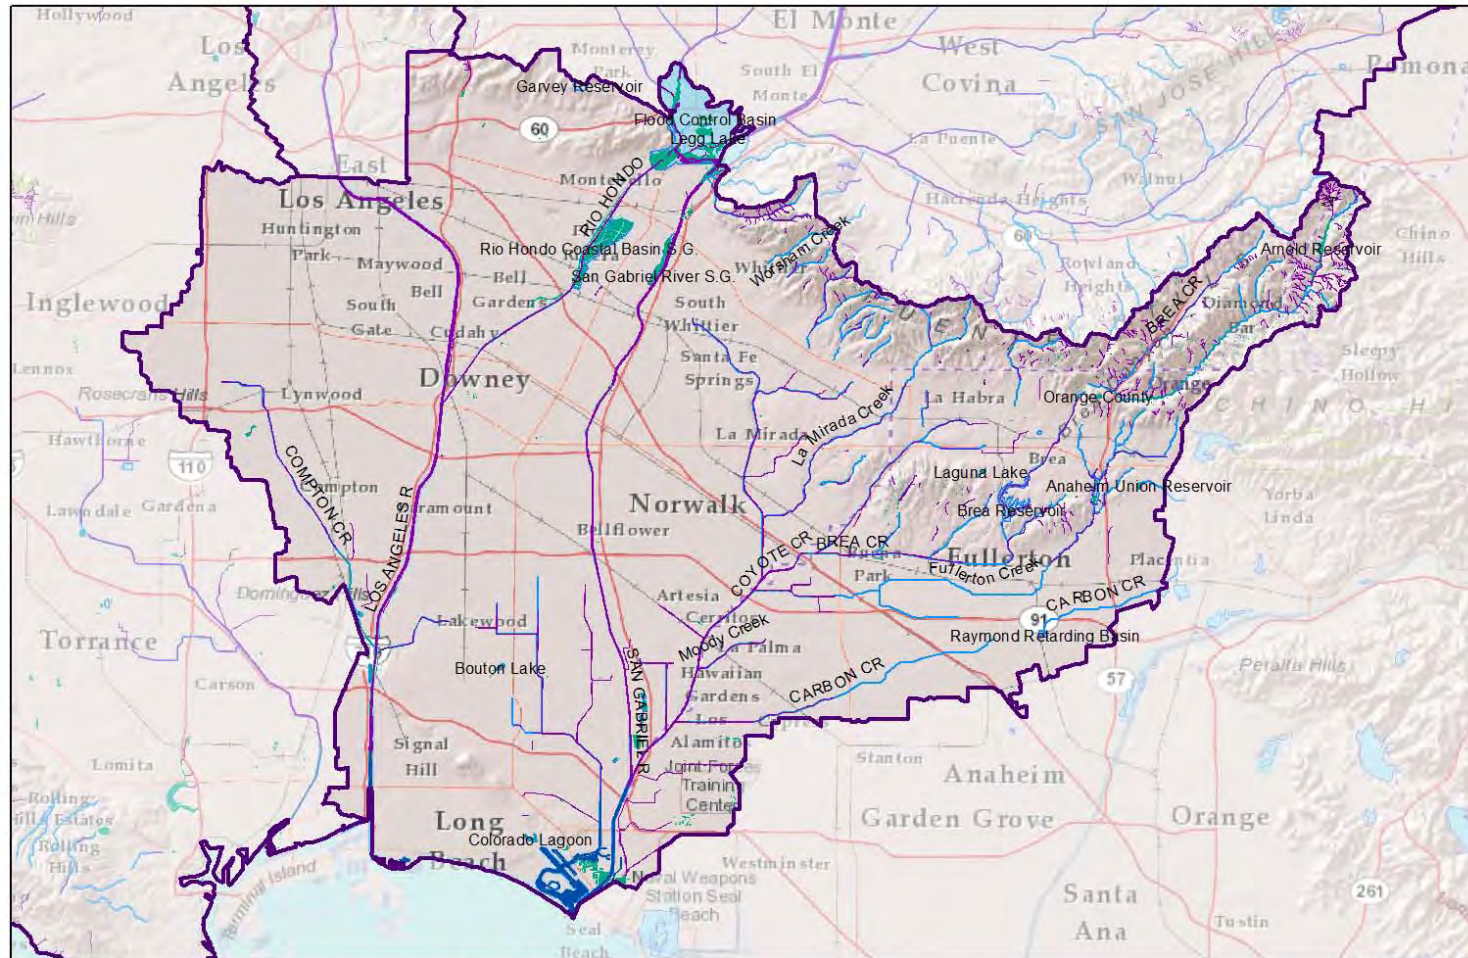 Hollywood
El Monte
Los
Angeles
Monterey
Park
West
Covina
Pomona
South El
Monte
Garvey Reservoir
SAN JOSE HILLS
60
Flood Control Basin
Legg Lake
La Puente
East
Los Angeles
Montebello
RIO HONDO
Walnut
Hacienda Heights
Huntington
Park
Maywood
Bell
Bell
Gardens
Rio Hondo Coastal Basin S.G.
San Gabriel River S.G.
Whittier
Worsham Creek
60
Rowland
Heights
Arnold Reservoir
Chino
Hills
Inglewood
South
Gate
Cudahy
South
Whittier
BREA CR
Diamond
Bar
Santa Fe
Springs
Sleepy
Hollow
Lennox
Rosecrans Hills
Lynwood
Downey
La Habra
Orange County
Orange
CHINO HI
Hawthorne
110
La Mirada
La Mirada Creek
COMPTON CR
Compton
Laguna Lake
Brea
Anaheim Union Reservoir
Lawndale
Gardena
Norwalk
Brea Reservoir
Yorba
Linda
Bellflower
LOS ANGELES R
COYOTE CR
BREA CR
Buena
Park
Fullerton
Fullerton Creek
Placentia
Dominguez Hills
Artesia
Cerritos
CARBON CR
91
Torrance
Lakewood
Moody Creek
La Palma
Raymond Retarding Basin
Peralta Hills
Bouton Lake
SAN GABRIEL R
Hawaiian
Gardens
CARBON CR
57
Carson
Los
Alamitos
Cypress
Signal
Hill
Joint Forces
Training
Center
Stanton
Anaheim
Lomita
Rolling
Hills Estates
Rolling
Hills
Long
Beach
Colorado Lagoon
Garden Grove
Orange
Terminal Island
Westminster
Naval Weapons
Station Seal
Beach
Santa
Ana
261
Tustin
Seal
Beach